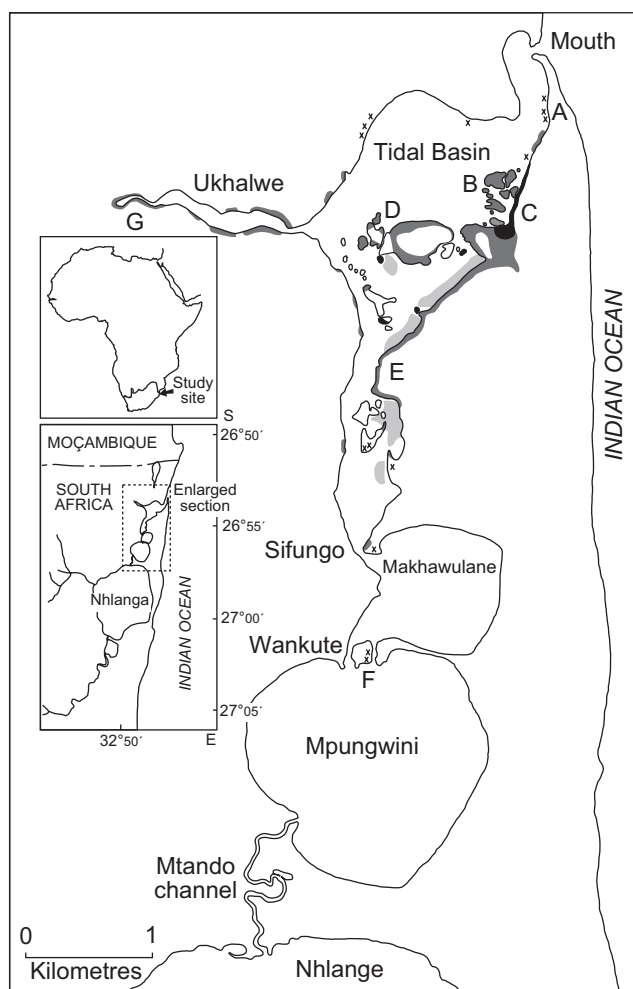 Mouth
A
Tidal Basin
B
Ukhalwe
D
C
G
Study
site
E
INDIAN OCEAN
S
26°50´
MOÇAMBIQUE
SOUTH
AFRICA
Enlarged
section
26°55´
Sifungo
x
Makhawulane
Nhlanga
INDIAN OCEAN
27°00´
Wankute
F
27°05´
32°50´
E
Mpungwini
Mtando
channel
0 1
Kilometres
Nhlange